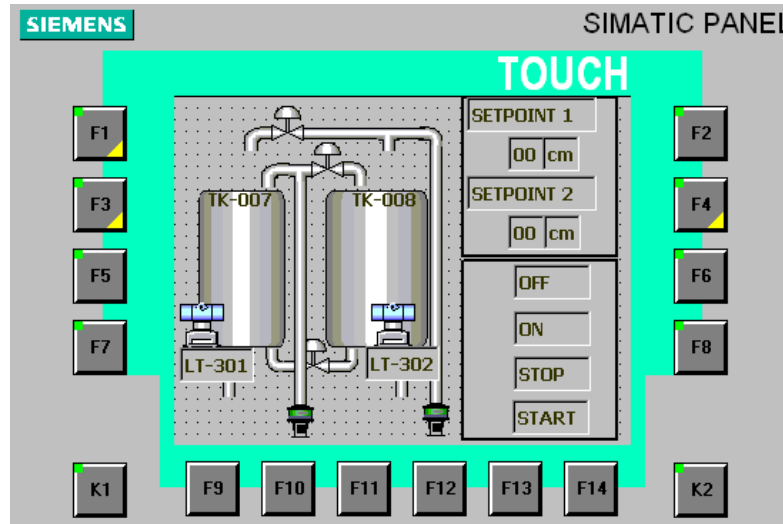 SIEMENS
SIMATIC PANEL
TOUCH
F1
F2
SETPOINT 1
00 cm
SETPOINT 2
00 cm
F3
F4
TK-007
TK-008
F5
F6
OFF
ON
F7
F8
LT-301
LT-302
STOP
START
K1
F9
F10
F11
F12
F13
F14
K2